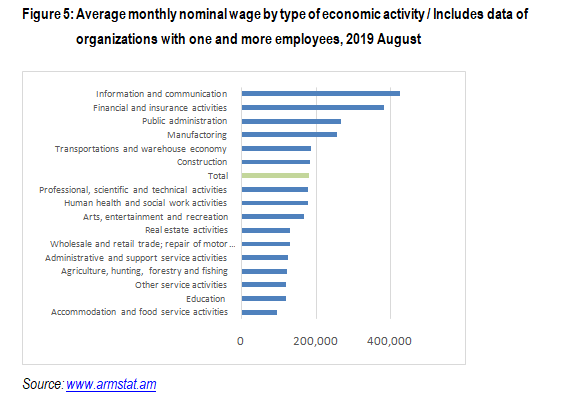 Figure 5: Average monthly nominal wage by type of economic activity / Includes data of
organizations with one and more employees, 2019 August
Information and communication
Financial and insurance activities
Public administration
Manufactoring
Transportations and warehouse economy
Construction
Total
Professional, scientific and technical activities
Human health and social work activities
Arts, entertainment and recreation
Real estate activities
Wholesale and retail trade; repair of motor ...
Administrative and support service activities
Agriculture, hunting, forestry and fishing
Other service activities
Education
Accommodation and food service activities
0 200,000 400,000
Source: www.armstat.am